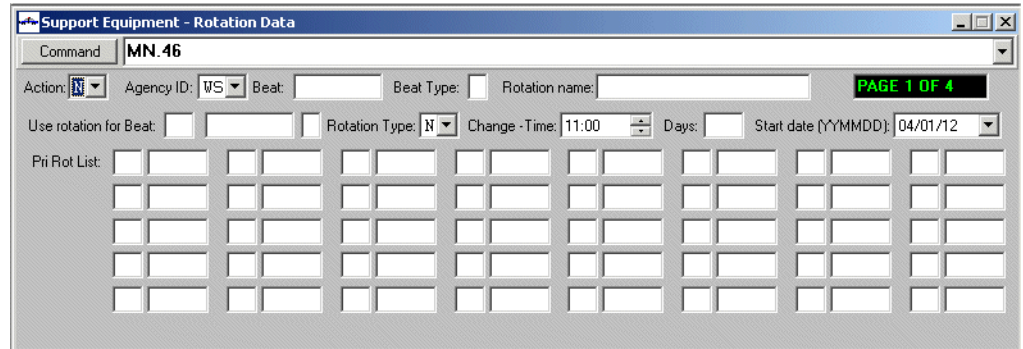 Support Equipment - Rotation Data
Command MN.46
Action: N Agency ID: WS Beat: Beat Type: Rotation name: PAGE 1 OF 4
Use rotation for Beat: Rotation Type: N Change -Time: 11:00 Days: Start date (YYMMDD): 04/01/12
Pri Rot List: